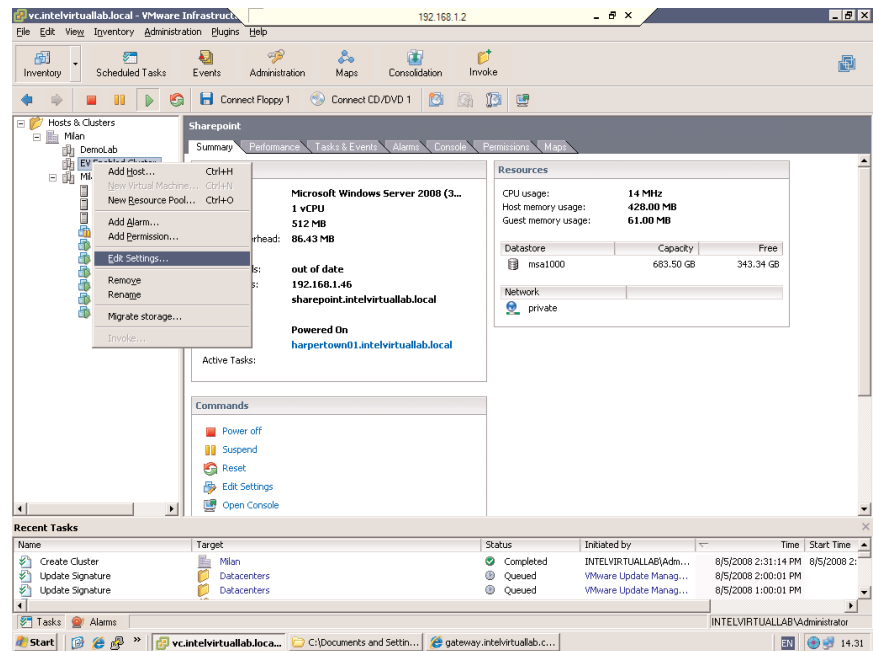 vc.intelvirtuallab.local - VMware Infrastruct
192.168.1.2
File Edit View Inventory Administration Plugins Help
Inventory Scheduled Tasks Events Administration Maps Consolidation Invoke
Connect Floppy 1 Connect CD/DVD 1
Hosts & Clusters
Milan
DemoLab
EV Enabled Cluster
Mi
Add Host... Ctrl+H
New Virtual Machine... Ctrl+N
New Resource Pool... Ctrl+O
Add Alarm...
Add Permission...
Edit Settings...
Remove
Rename
Migrate storage...
Invoke...
Sharepoint
Summary Performance Tasks & Events Alarms Console Permissions Maps
Microsoft Windows Server 2008 (3...
1 vCPU
512 MB
rhead: 86.43 MB
ls: out of date
s: 192.168.1.46
sharepoint.intelvirtuallab.local
Powered On
harpertown01.intelvirtuallab.local
Active Tasks:
Commands
Power off
Suspend
Reset
Edit Settings
Open Console
Resources
CPU usage: 14 MHz
Host memory usage: 428.00 MB
Guest memory usage: 61.00 MB
Datastore Capacity Free
msa1000 683.50 GB 343.34 GB
Network
private
Recent Tasks
Name Target Status Initiated by Time Start Time
Create Cluster Milan Completed INTELVIRTUALLAB\Adm... 8/5/2008 2:31:14 PM 8/5/2008 2:
Update Signature Datacenters Queued VMware Update Manag... 8/5/2008 2:00:01 PM
Update Signature Datacenters Queued VMware Update Manag... 8/5/2008 1:00:01 PM
Tasks Alarms INTELVIRTUALLAB\Administrator
Start » vc.intelvirtuallab.loca... C:\Documents and Settin... gateway.intelvirtuallab.c... EN 14.31